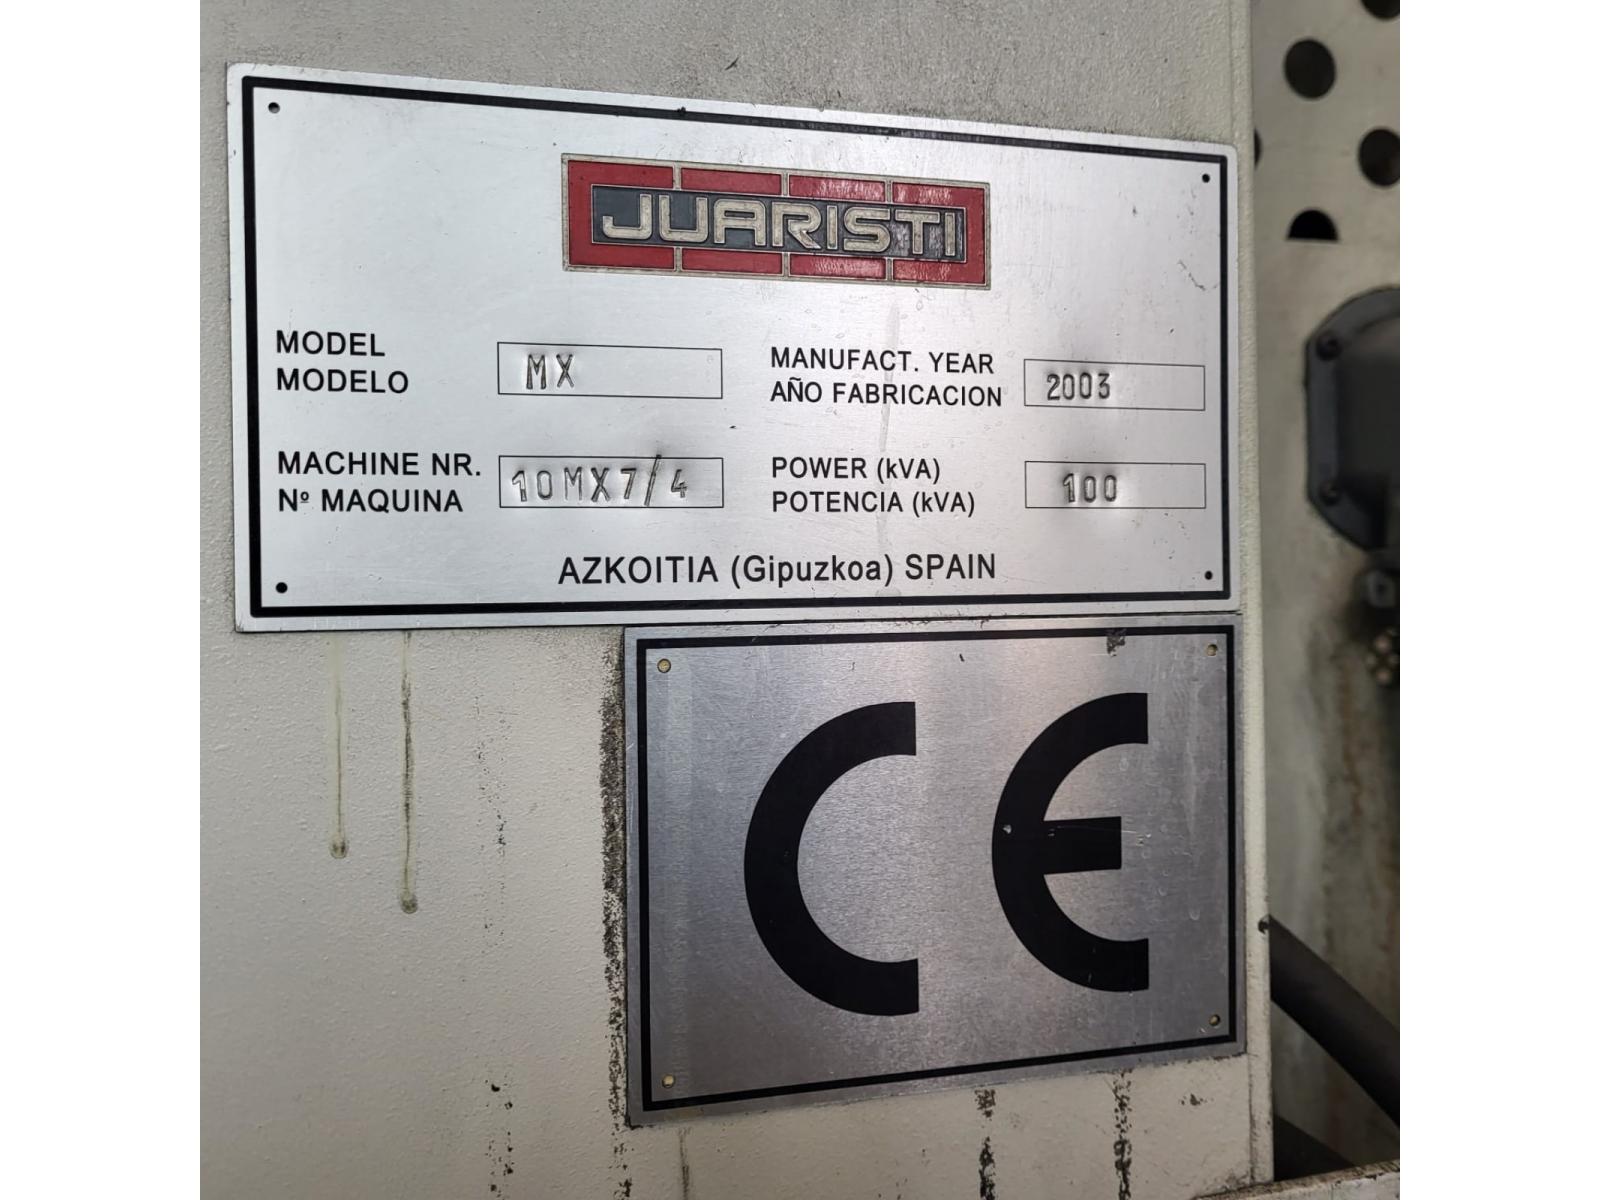 JUARISTI
MODEL
MODELO
MX
MANUFACT. YEAR
AÑO FABRICACION
2003
MACHINE NR.
Nº MAQUINA
10MX7/4
POWER (kVA)
POTENCIA (kVA)
100
AZKOITIA (Gipuzkoa) SPAIN
CE